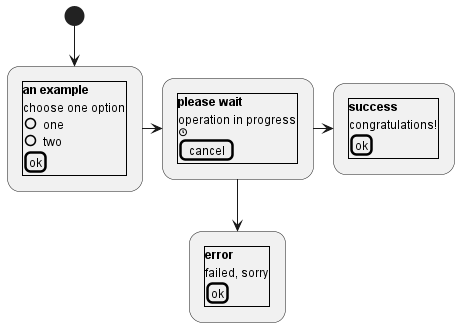 an example
choose one option
one
two
ok
please wait
operation in progress
cancel
success
congratulations!
ok
error
failed, sorry
ok